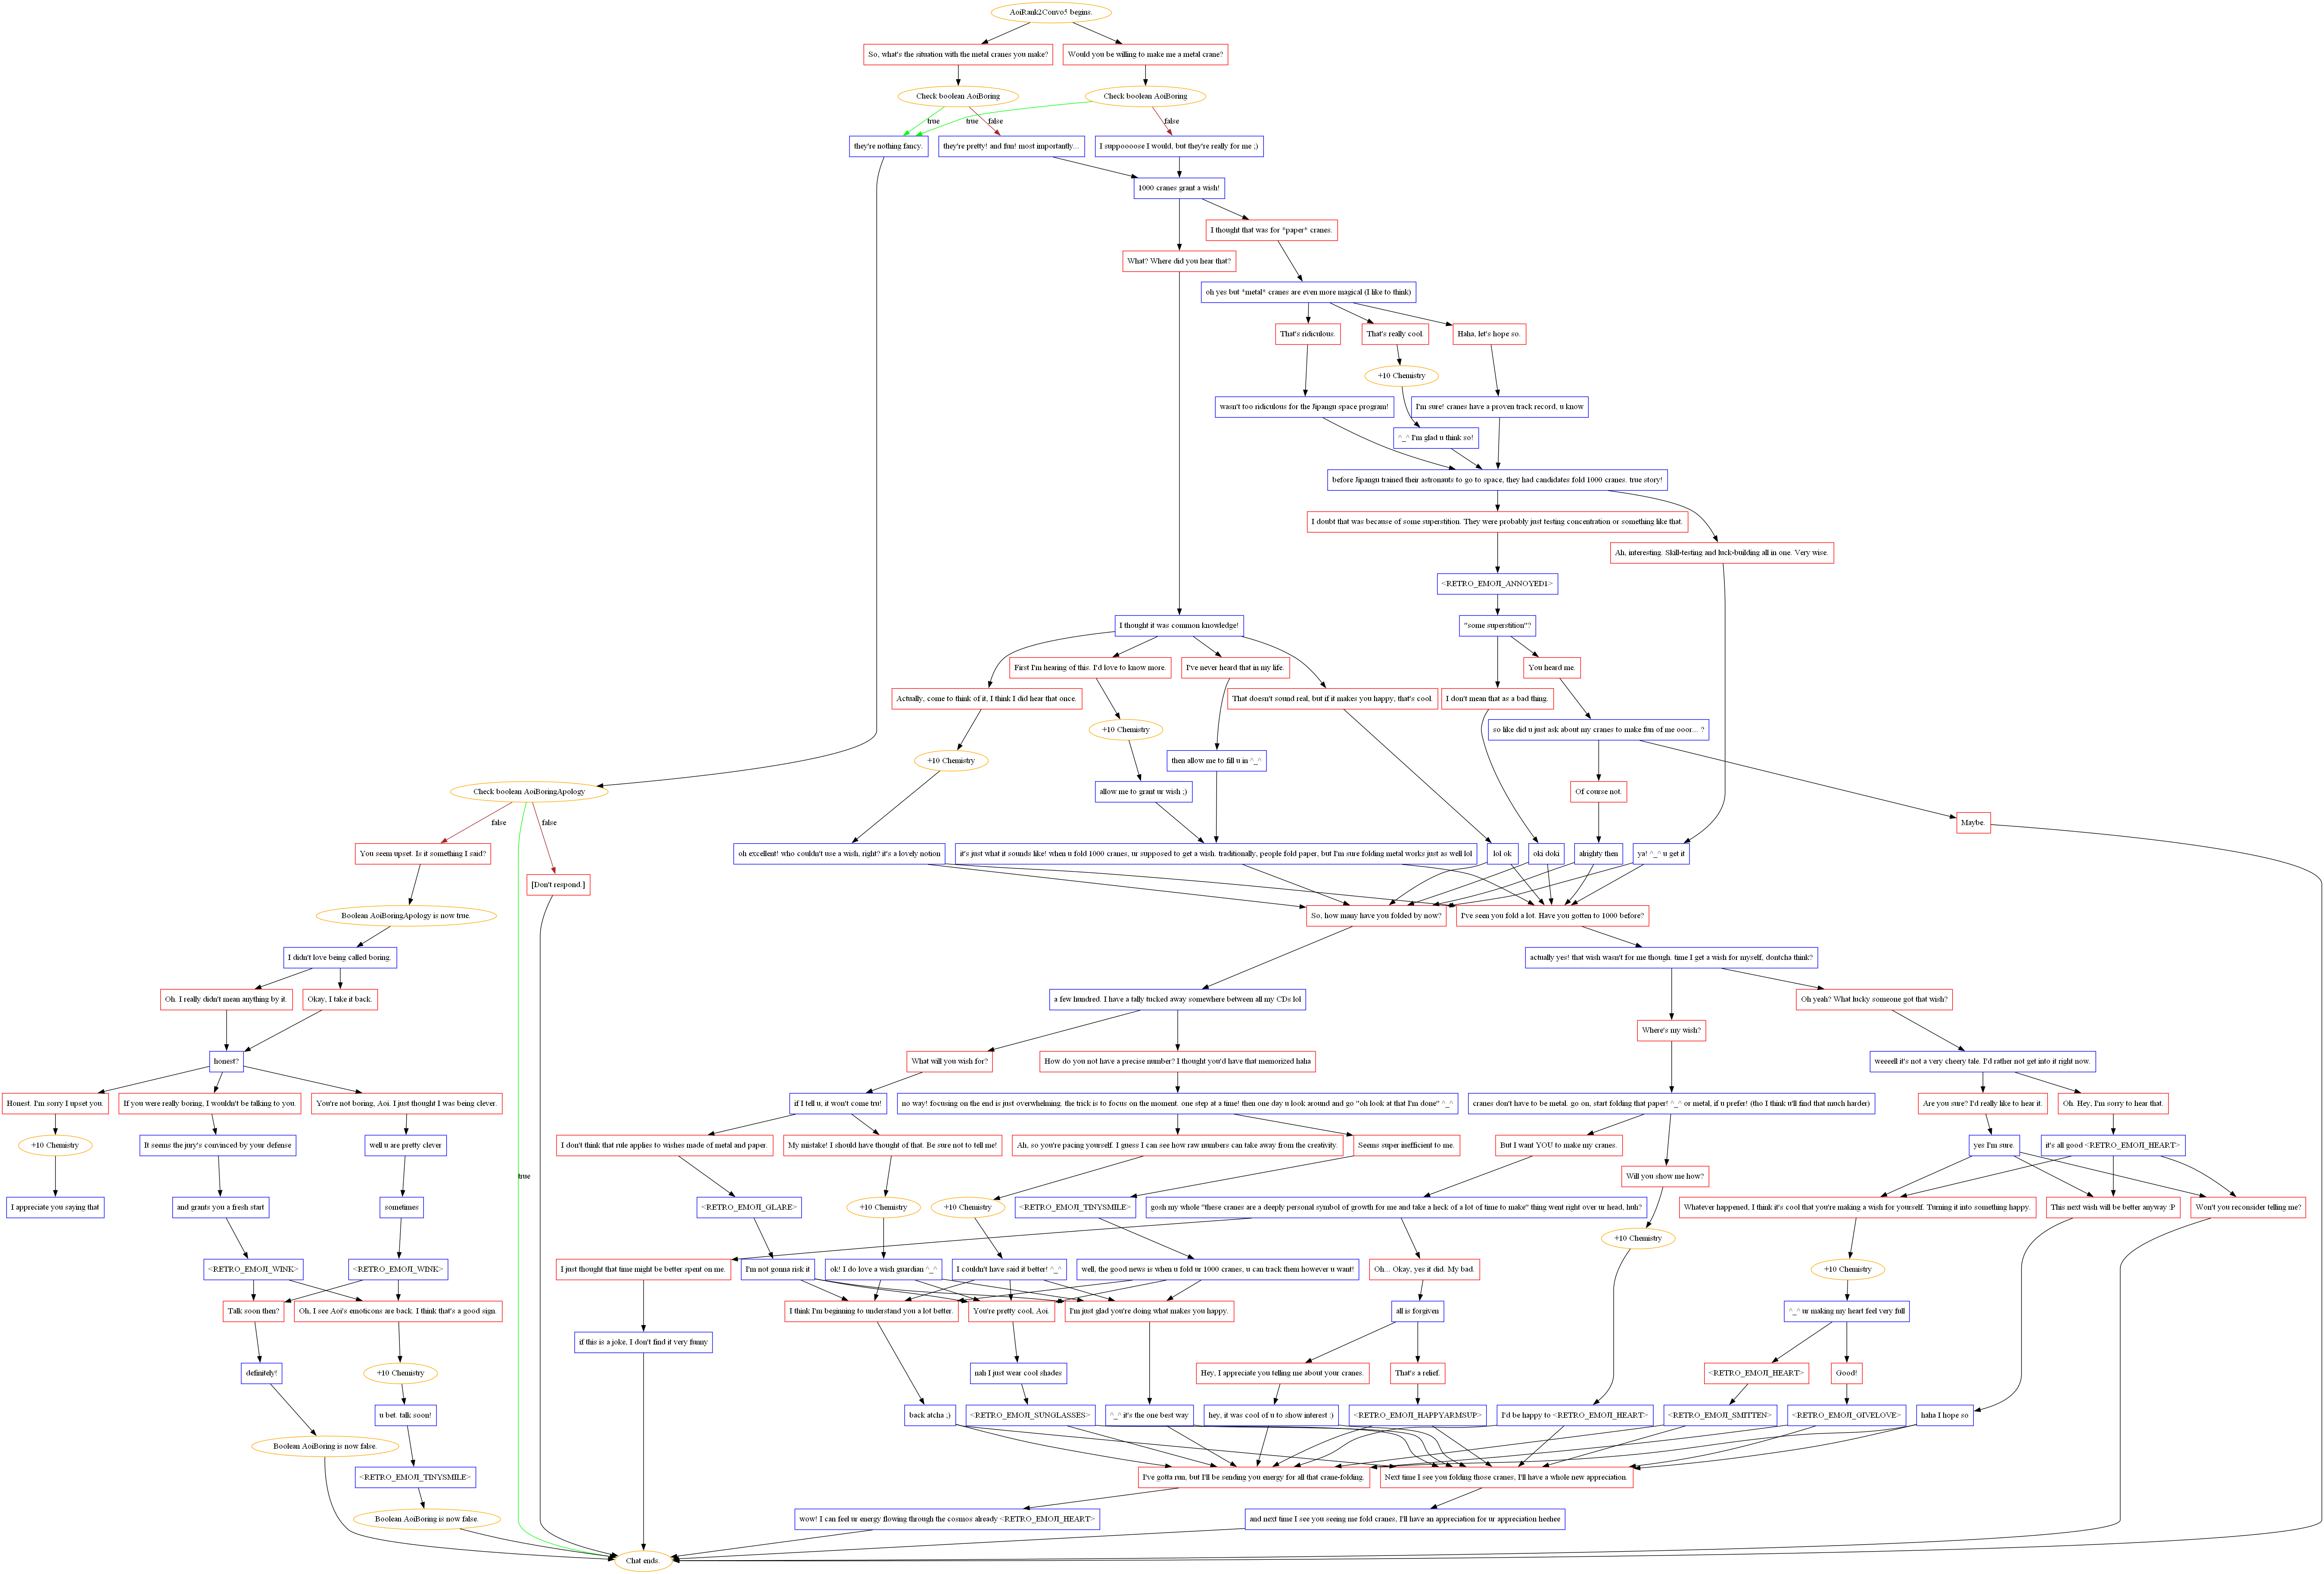 AoiRank2Convo5 begins.
So, what's the situation with the metal cranes you make?
Would you be willing to make me a metal crane?
Check boolean AoiBoring
Check boolean AoiBoring
true
true
false
false
they're nothing fancy.
they're pretty! and fun! most importantly...
I suppoooose I would, but they're really for me ;)
1000 cranes grant a wish!
I thought that was for *paper* cranes.
What? Where did you hear that?
oh yes but *metal* cranes are even more magical (I like to think)
That's ridiculous.
That's really cool.
Haha, let's hope so.
+10 Chemistry
wasn't too ridiculous for the Jipangu space program!
I'm sure! cranes have a proven track record, u know
^_^ I'm glad u think so!
before Jipangu trained their astronauts to go to space, they had candidates fold 1000 cranes. true story!
I doubt that was because of some superstition. They were probably just testing concentration or something like that.
Ah, interesting. Skill-testing and luck-building all in one. Very wise.
<RETRO_EMOJI_ANNOYED1>
I thought it was common knowledge!
"some superstition"?
First I'm hearing of this. I'd love to know more.
I've never heard that in my life.
You heard me.
Actually, come to think of it, I think I did hear that once.
That doesn't sound real, but if it makes you happy, that's cool.
I don't mean that as a bad thing.
+10 Chemistry
so like did u just ask about my cranes to make fun of me ooor... ?
+10 Chemistry
then allow me to fill u in ^_^
Check boolean AoiBoringApology
allow me to grant ur wish ;)
Of course not.
false
false
Maybe.
You seem upset. Is it something I said?
oh excellent! who couldn't use a wish, right? it's a lovely notion
it's just what it sounds like! when u fold 1000 cranes, ur supposed to get a wish. traditionally, people fold paper, but I'm sure folding metal works just as well lol
lol ok
oki doki
alrighty then
ya! ^_^ u get it
[Don't respond.]
Boolean AoiBoringApology is now true.
So, how many have you folded by now?
I've seen you fold a lot. Have you gotten to 1000 before?
I didn't love being called boring.
actually yes! that wish wasn't for me though. time I get a wish for myself, dontcha think?
Oh. I really didn't mean anything by it.
Okay, I take it back.
a few hundred. I have a tally tucked away somewhere between all my CDs lol
Oh yeah? What lucky someone got that wish?
Where's my wish?
honest?
What will you wish for?
How do you not have a precise number? I thought you'd have that memorized haha
weeeell it's not a very cheery tale. I'd rather not get into it right now.
Honest. I'm sorry I upset you.
If you were really boring, I wouldn't be talking to you.
You're not boring, Aoi. I just thought I was being clever.
if I tell u, it won't come tru!
no way! focusing on the end is just overwhelming. the trick is to focus on the moment. one step at a time! then one day u look around and go "oh look at that I'm done" ^_^
cranes don't have to be metal. go on, start folding that paper! ^_^ or metal, if u prefer! (tho I think u'll find that much harder)
Are you sure? I'd really like to hear it.
Oh. Hey, I'm sorry to hear that.
+10 Chemistry
It seems the jury's convinced by your defense
well u are pretty clever
I don't think that rule applies to wishes made of metal and paper.
My mistake! I should have thought of that. Be sure not to tell me!
Ah, so you're pacing yourself. I guess I can see how raw numbers can take away from the creativity.
Seems super inefficient to me.
But I want YOU to make my cranes.
yes I'm sure.
it's all good <RETRO_EMOJI_HEART>
true
Will you show me how?
I appreciate you saying that
and grants you a fresh start
sometimes
<RETRO_EMOJI_GLARE>
+10 Chemistry
+10 Chemistry
<RETRO_EMOJI_TINYSMILE>
gosh my whole "these cranes are a deeply personal symbol of growth for me and take a heck of a lot of time to make" thing went right over ur head, huh?
Whatever happened, I think it's cool that you're making a wish for yourself. Turning it into something happy.
This next wish will be better anyway :P
Won't you reconsider telling me?
+10 Chemistry
<RETRO_EMOJI_WINK>
<RETRO_EMOJI_WINK>
I just thought that time might be better spent on me.
I'm not gonna risk it
ok! I do love a wish guardian ^_^
I couldn't have said it better! ^_^
well, the good news is when u fold ur 1000 cranes, u can track them however u want!
Oh... Okay, yes it did. My bad.
+10 Chemistry
Talk soon then?
Oh, I see Aoi's emoticons are back. I think that's a good sign.
I think I'm beginning to understand you a lot better.
You're pretty cool, Aoi.
I'm just glad you're doing what makes you happy.
all is forgiven
^_^ ur making my heart feel very full
if this is a joke, I don't find it very funny
definitely!
+10 Chemistry
nah I just wear cool shades
Hey, I appreciate you telling me about your cranes.
That's a relief.
<RETRO_EMOJI_HEART>
Good!
u bet. talk soon!
back atcha ;)
<RETRO_EMOJI_SUNGLASSES>
^_^ it's the one best way
hey, it was cool of u to show interest :)
<RETRO_EMOJI_HAPPYARMSUP>
I'd be happy to <RETRO_EMOJI_HEART>
<RETRO_EMOJI_SMITTEN>
<RETRO_EMOJI_GIVELOVE>
haha I hope so
Boolean AoiBoring is now false.
<RETRO_EMOJI_TINYSMILE>
I've gotta run, but I'll be sending you energy for all that crane-folding.
Next time I see you folding those cranes, I'll have a whole new appreciation.
Boolean AoiBoring is now false.
wow! I can feel ur energy flowing through the cosmos already <RETRO_EMOJI_HEART>
and next time I see you seeing me fold cranes, I'll have an appreciation for ur appreciation heehee
Chat ends.